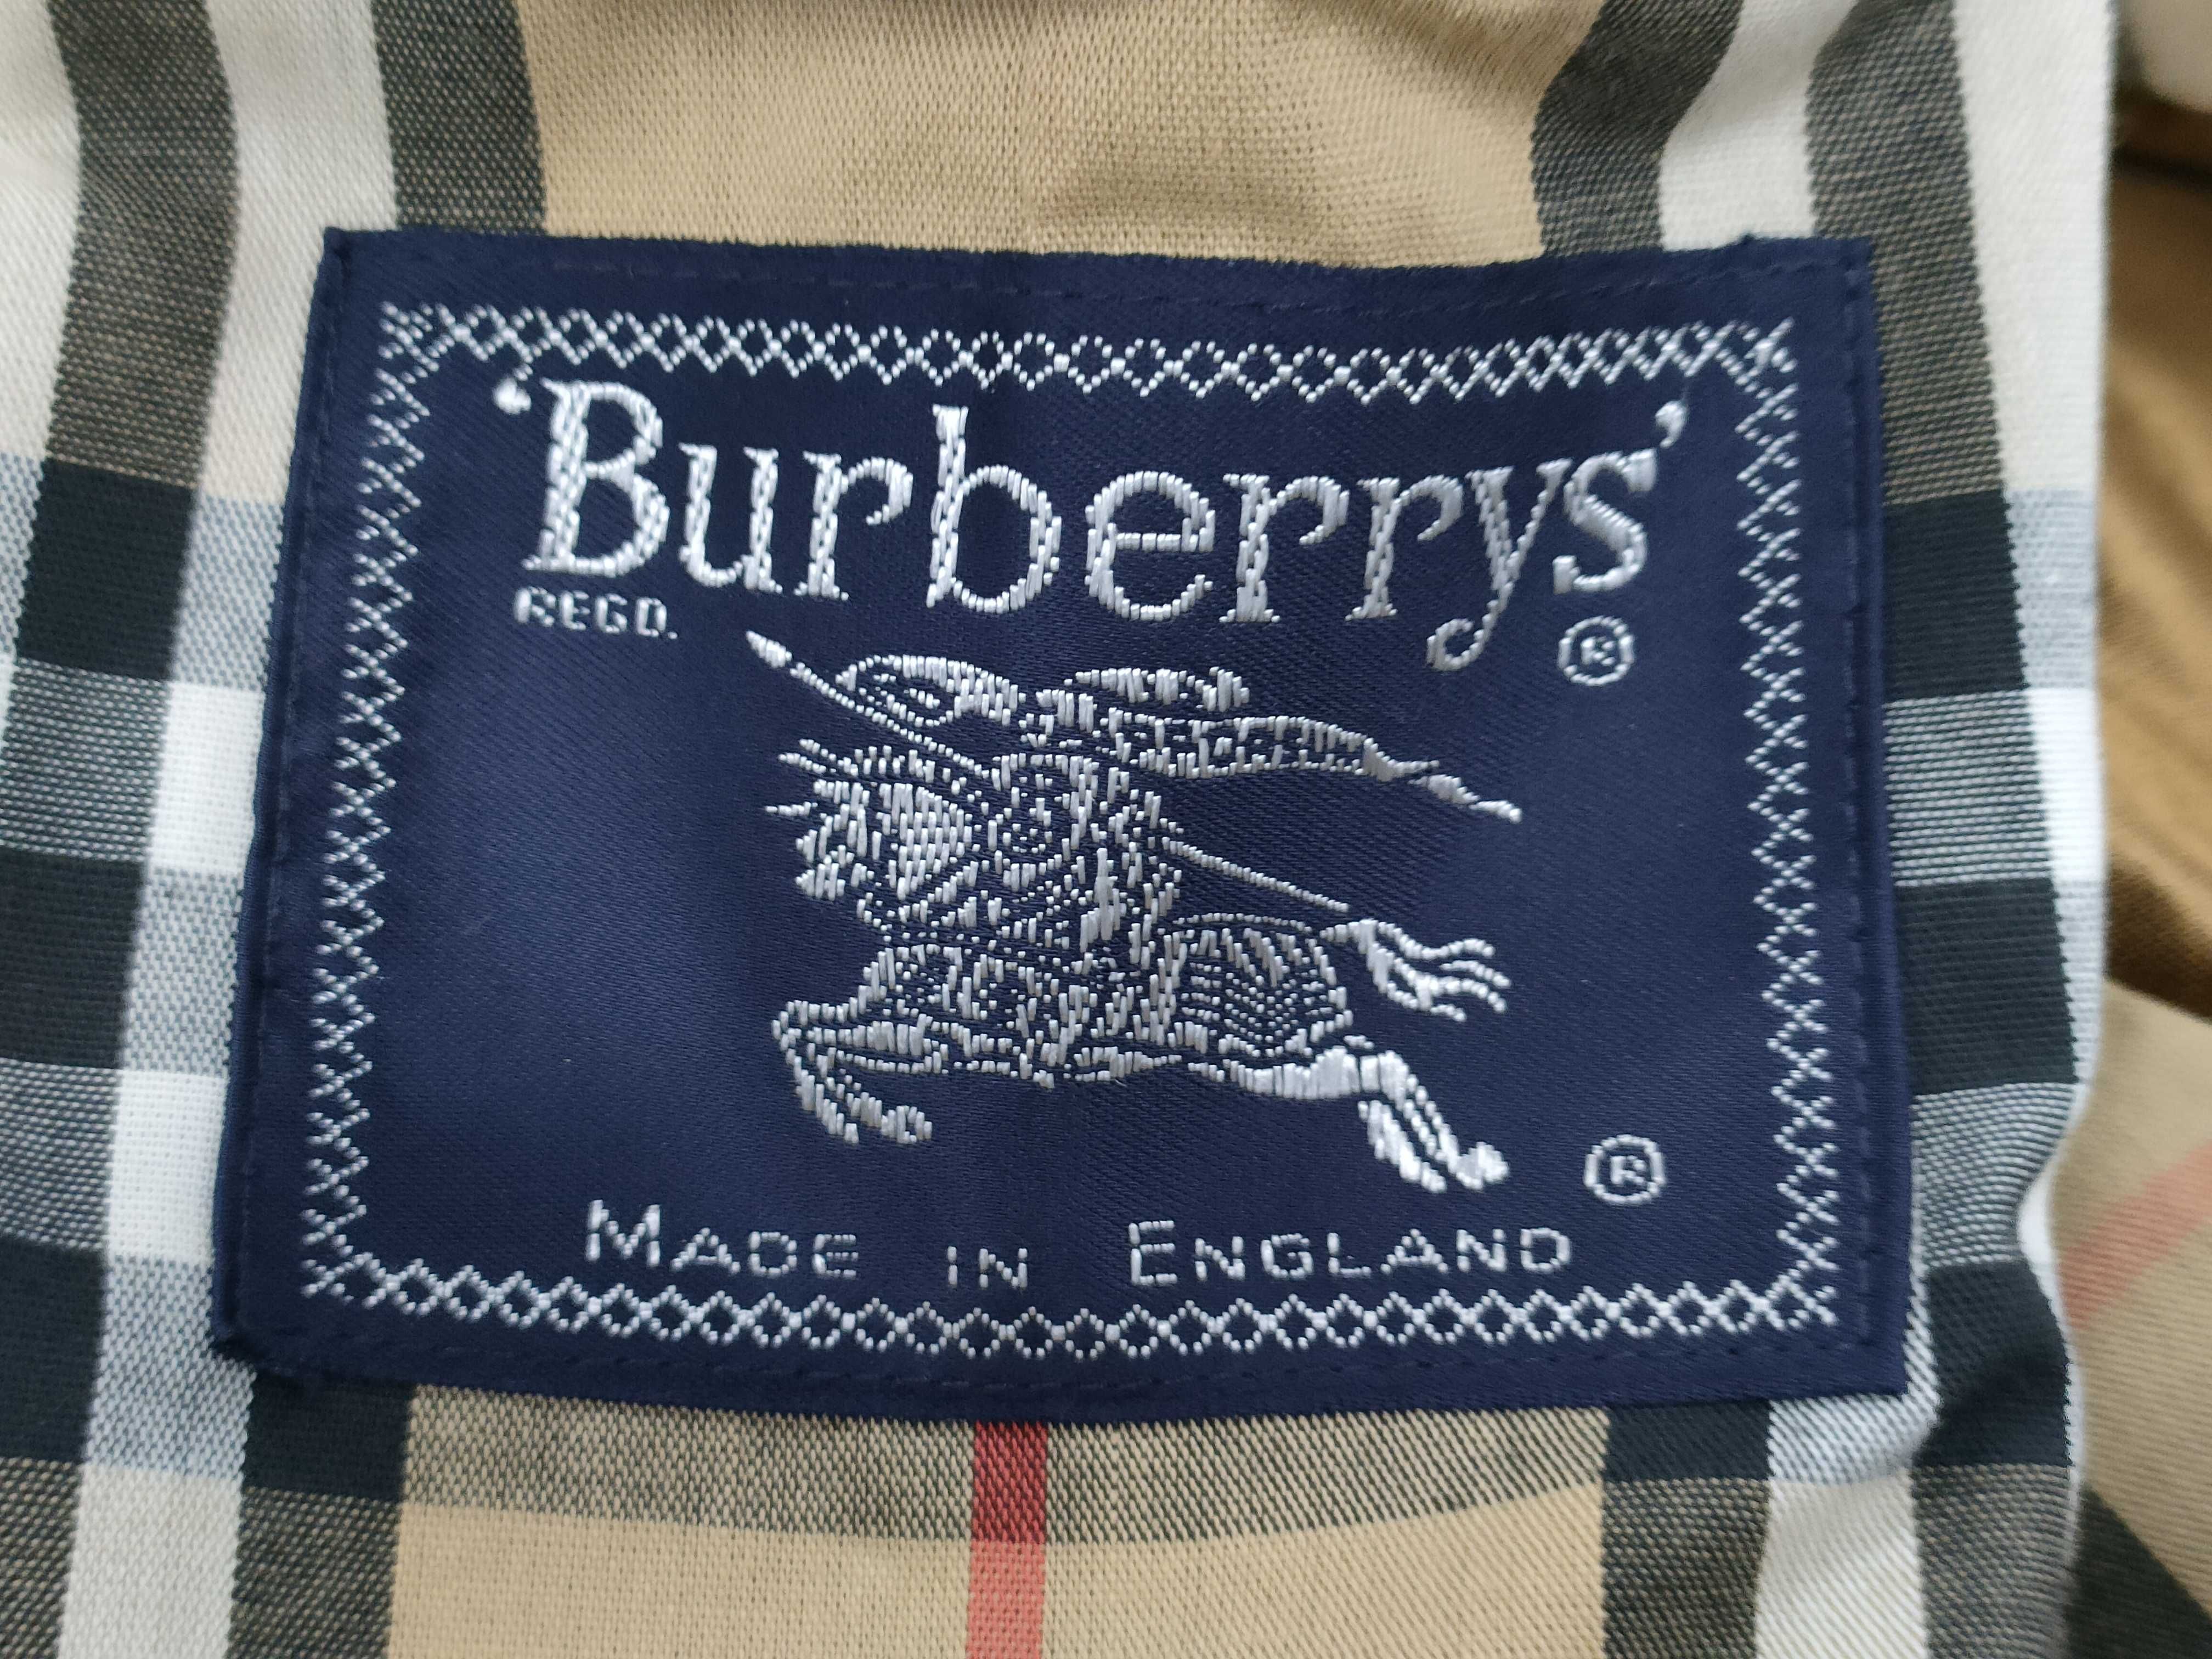 ‘Burberrys’
REGD. ®
®
MADE IN ENGLAND